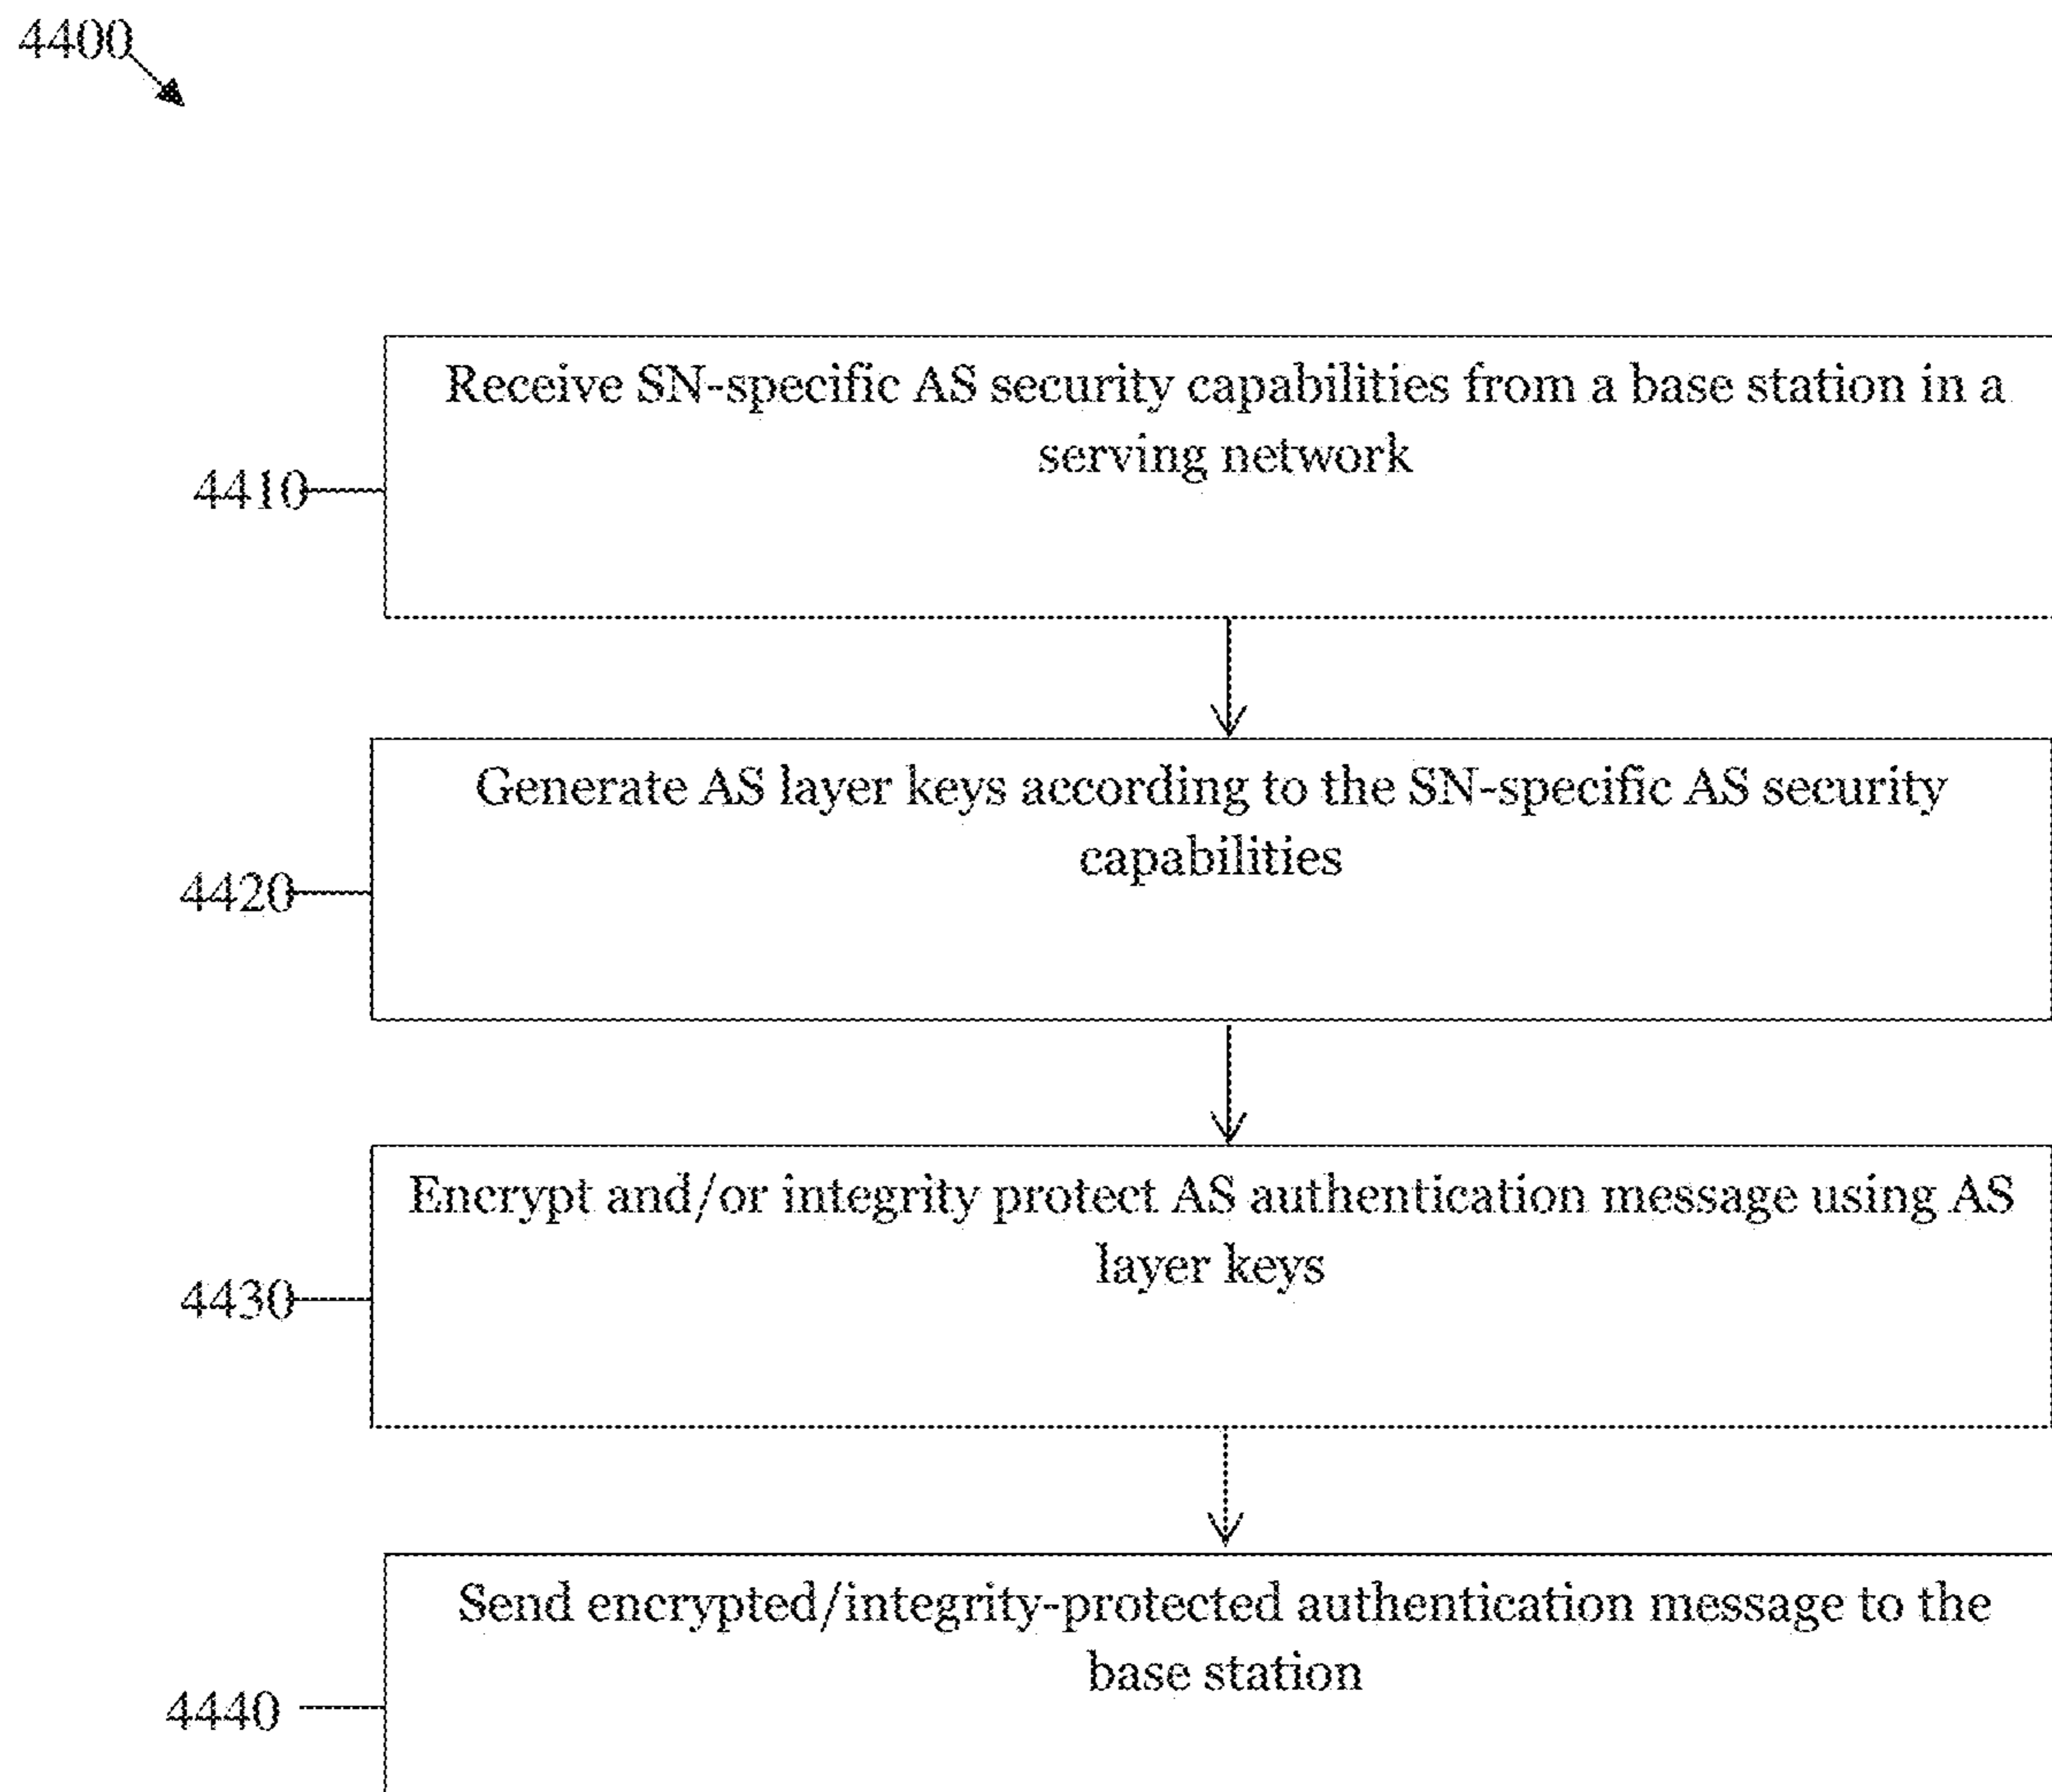 4400
Receive SN-specific AS security capabilities from a base station in a
serving network
4410
Generate AS layer keys according to the SN-specific AS security
capabilities
4420
Encrypt and/or integrity protect AS authentication message using AS
layer keys
4430
Send encrypted/integrity-protected authentication message to the
base station
4440